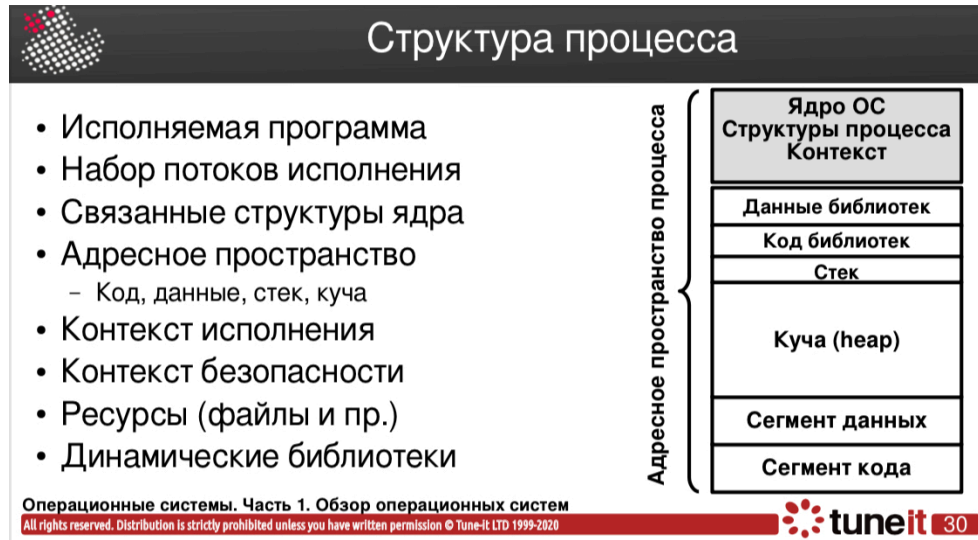 Структура процесса
• Исполняемая программа
• Набор потоков исполнения
• Связанные структуры ядра
• Адресное пространство
– Код, данные, стек, куча
• Контекст исполнения
• Контекст безопасности
• Ресурсы (файлы и пр.)
• Динамические библиотеки
Адресное пространство процесса
Ядро ОС
Структуры процесса
Контекст
Данные библиотек
Код библиотек
Стек
Куча (heap)
Сегмент данных
Сегмент кода
Операционные системы. Часть 1. Обзор операционных систем
All rights reserved. Distribution is strictly prohibited unless you have written permission © Tune-it LTD 1999-2020
tuneit 30